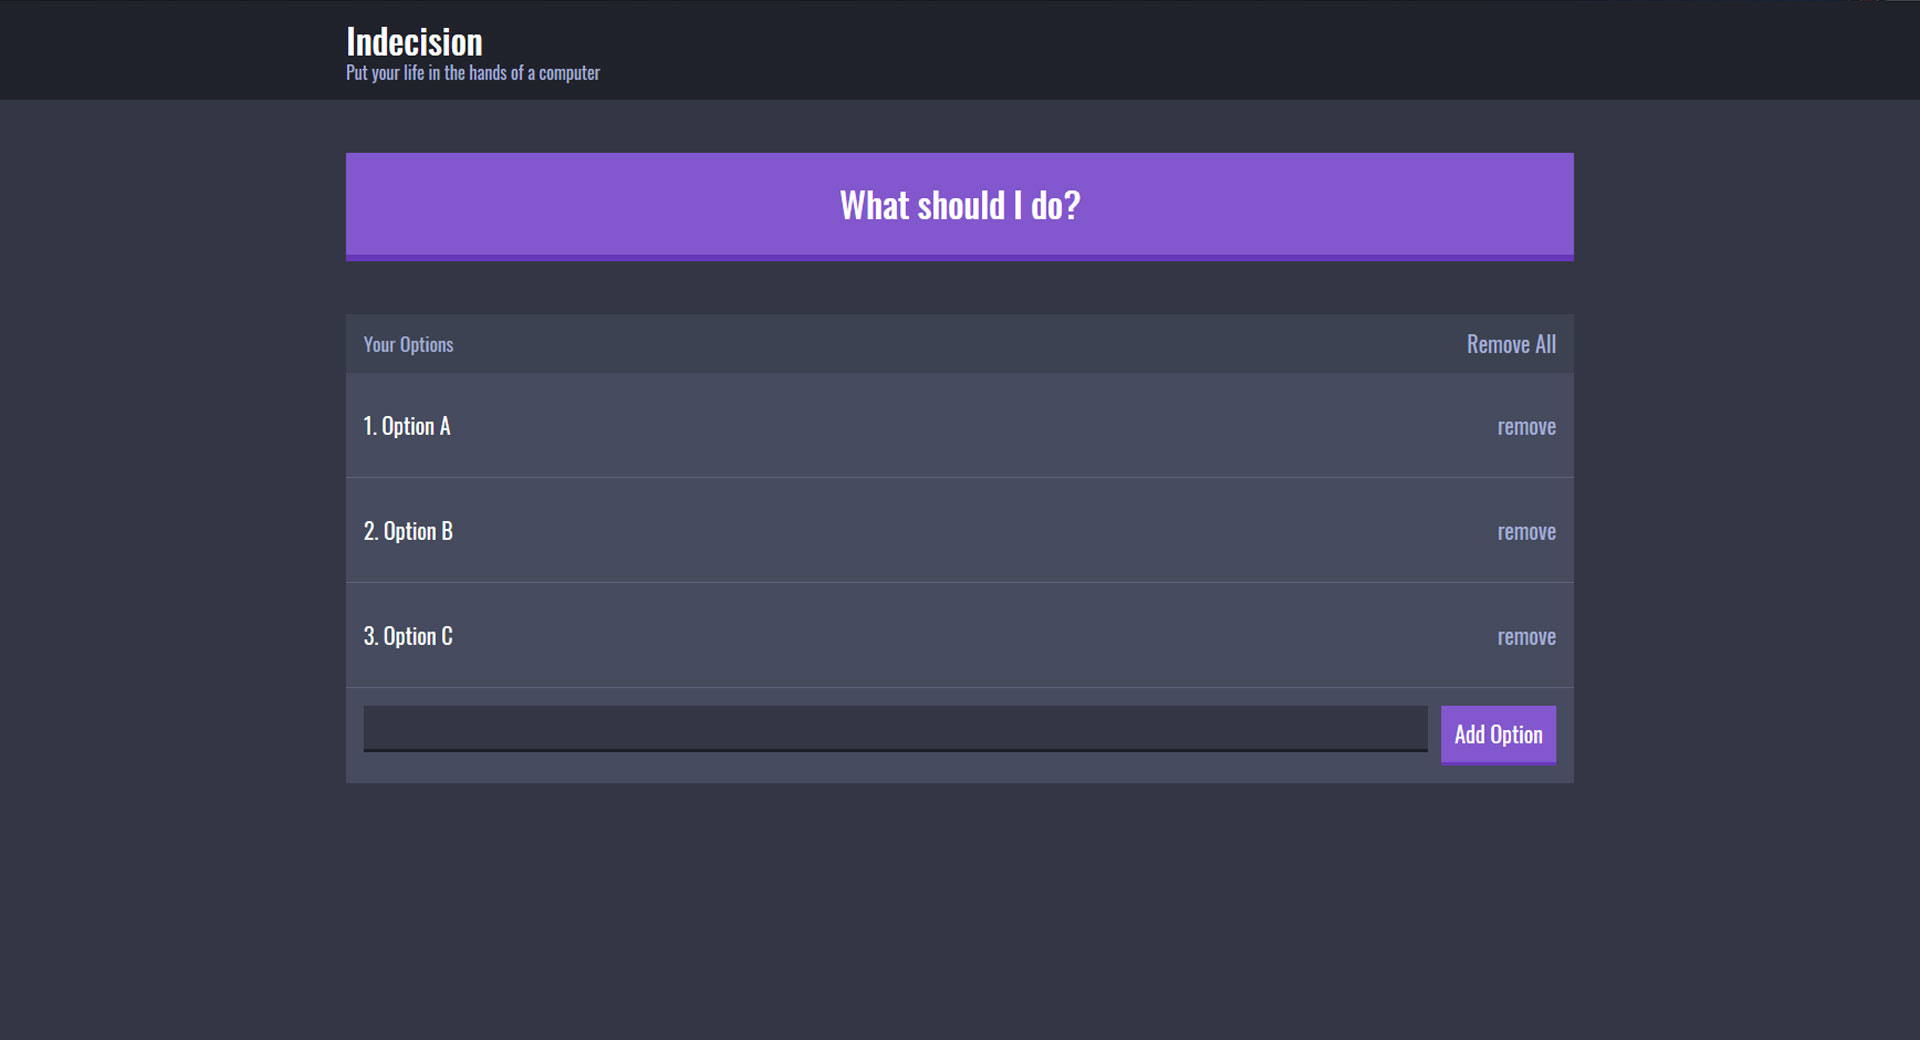 Indecision
Put your life in the hands of a computer
What should I do?
Your Options
Remove All
1. Option A
remove
2. Option B
remove
3. Option C
remove
Add Option